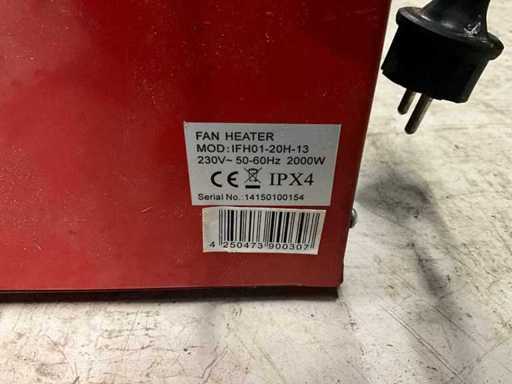 FAN HEATER
MOD:IFH01-20H-13
230V~ 50-60Hz 2000W
CE IPX4
Serial No.:14150100154
4 250473 900307